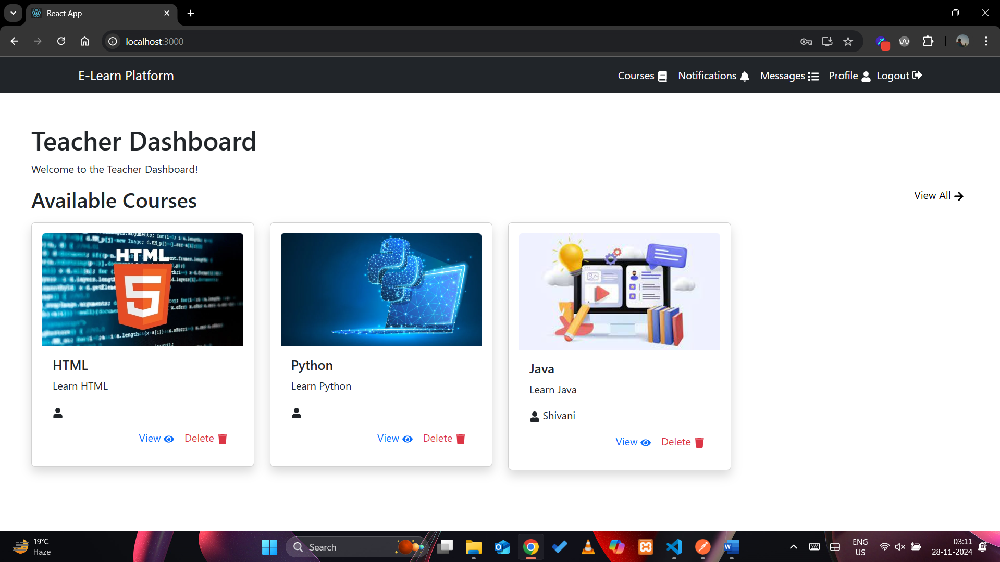 React App
localhost:3000
E-Learn Platform
Courses Notifications Messages Profile Logout
Teacher Dashboard
Welcome to the Teacher Dashboard!
Available Courses
View All
HTML
5
HTML
Learn HTML
View Delete
Python
Learn Python
View Delete
Java
Learn Java
Shivani
View Delete
19°C
Haze
Search
ENG
US
03:11
28-11-2024